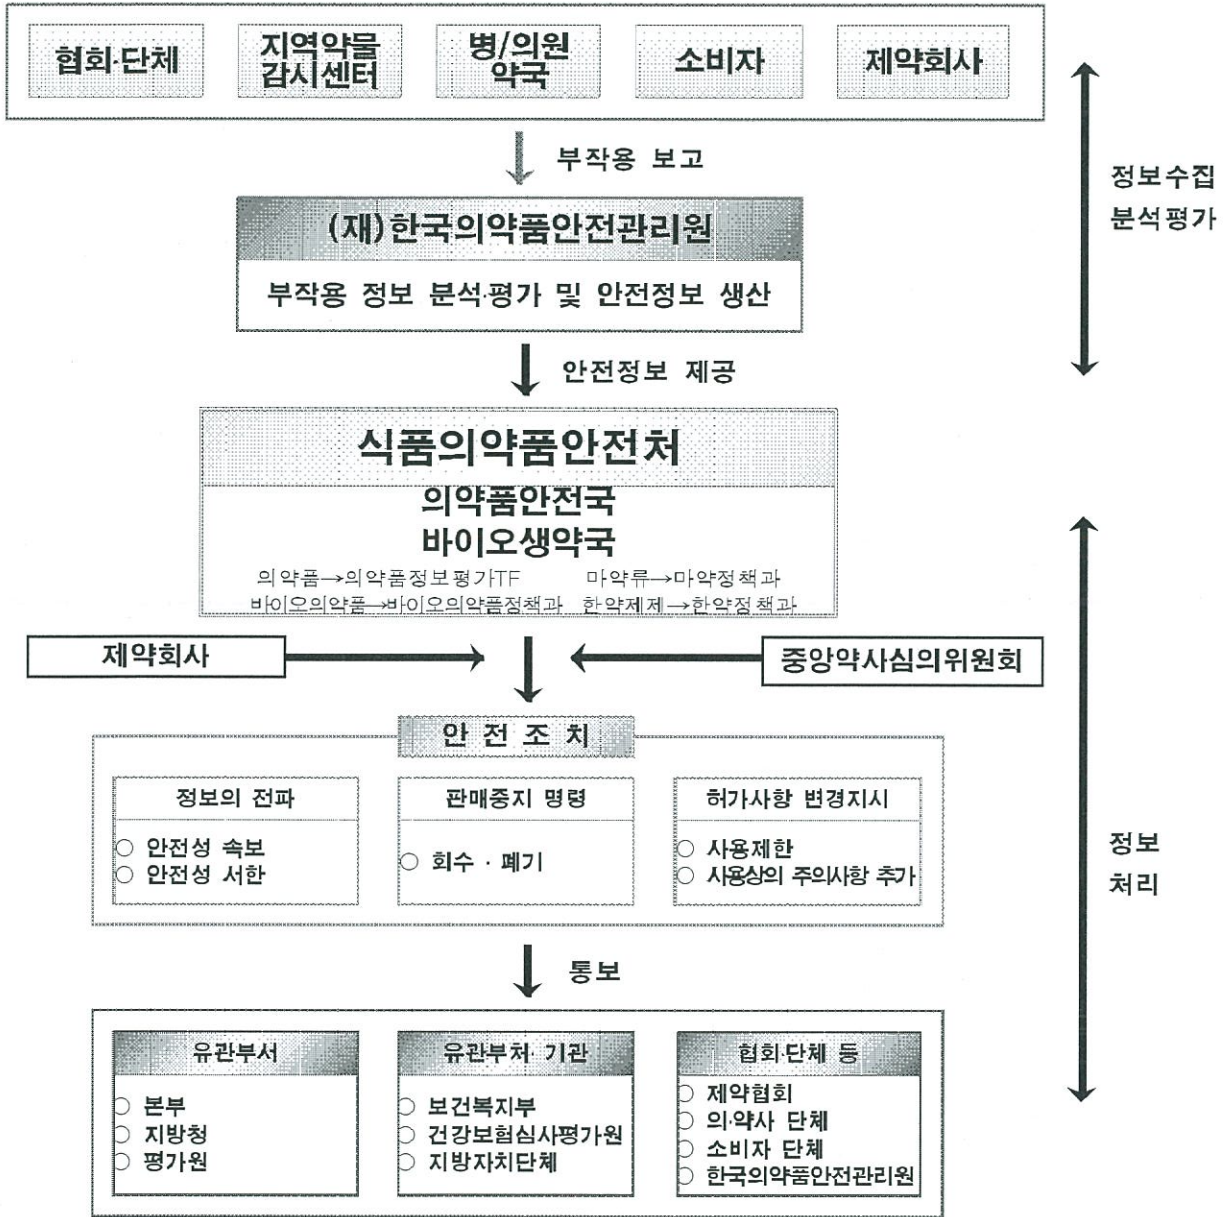 협회·단체
지역약물
감시센터
병/의원
약국
소비자
제약회사
부작용 보고
정보수집
분석평가
(재)한국의약품안전관리원
부작용 정보 분석·평가 및 안전정보 생산
안전정보 제공
식품의약품안전처
의약품안전국
바이오생약국
의약품→의약품정보평가TF 마약류→마약정책과
바이오의약품→바이오의약품정책과 한약제제→한약정책과
제약회사
중앙약사심의위원회
안 전 조 치
정보의 전파
○ 안전성 속보
○ 안전성 서한
판매중지 명령
○ 회수 · 폐기
허가사항 변경지시
○ 사용제한
○ 사용상의 주의사항 추가
정보
처리
통보
유관부서
○ 본부
○ 지방청
○ 평가원
유관부처·기관
○ 보건복지부
○ 건강보험심사평가원
○ 지방자치단체
협회·단체 등
○ 제약협회
○ 의·약사 단체
○ 소비자 단체
○ 한국의약품안전관리원